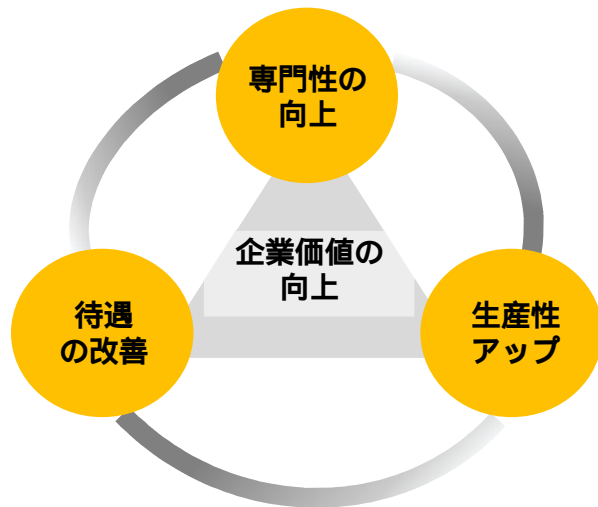 専門性の
向上
企業価値の
向上
待遇
の改善
生産性
アップ